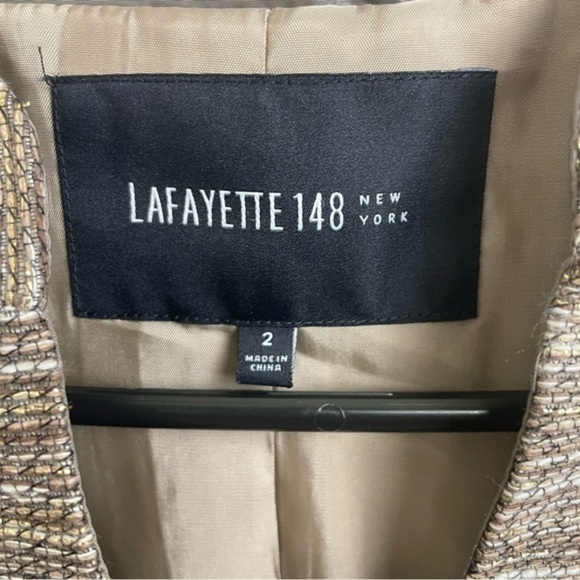 LAFAYETTE 148 NEW YORK
2
MADE IN
CHINA